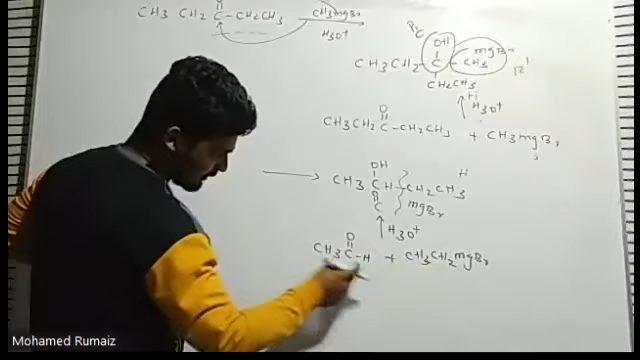 O
CH3 CH2 C - CH2CH3 CH3mgBr
H3O+
OH mgBr
CH3CH2 - C - CH3 R'
CH2CH3
H3O+
O
CH3CH2 C - CH2CH3 + CH3mgBr
OH H
CH3 C H CH2CH3
C mgBr
H3O+
O
CH3 C - H + CH3CH2mgBr
Mohamed Rumaiz